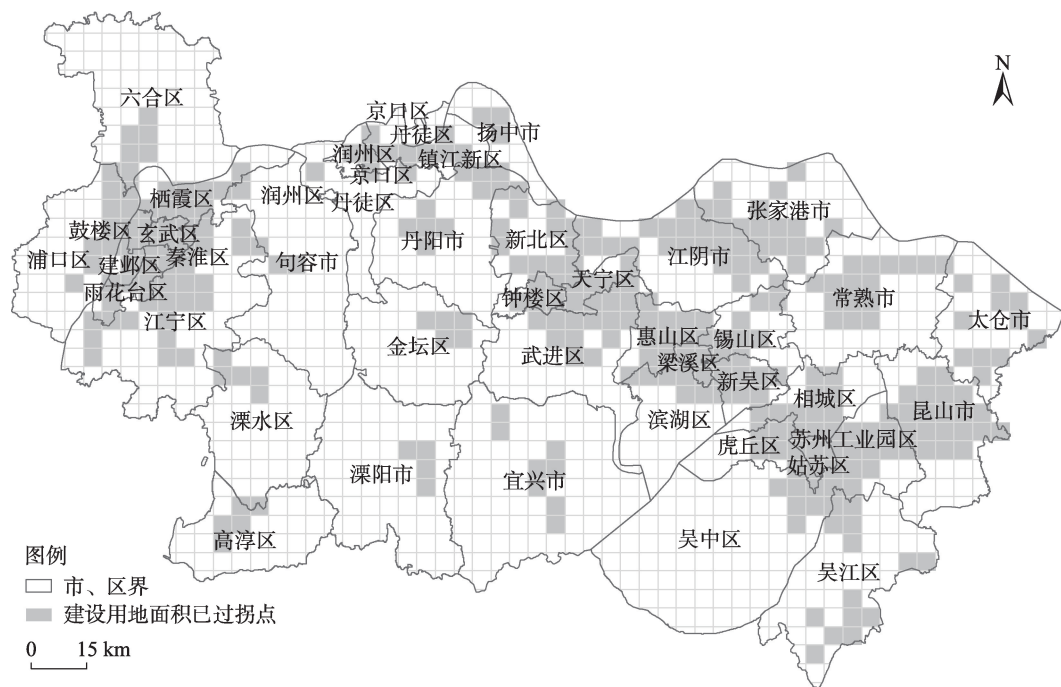 N
六合区
京口区
丹徒区
扬中市
润州区
镇江新区
京口区
栖霞区
润州区
丹徒区
张家港市
鼓楼区
玄武区
丹阳市
新北区
江阴市
浦口区
建邺区
秦淮区
句容市
天宁区
雨花台区
钟楼区
常熟市
江宁区
太仓市
金坛区
武进区
惠山区
锡山区
梁溪区
新吴区
溧水区
滨湖区
相城区
昆山市
虎丘区
苏州工业园区
姑苏区
溧阳市
宜兴市
高淳区
吴中区
吴江区
图例
市、区界
建设用地面积已过拐点
0 15 km